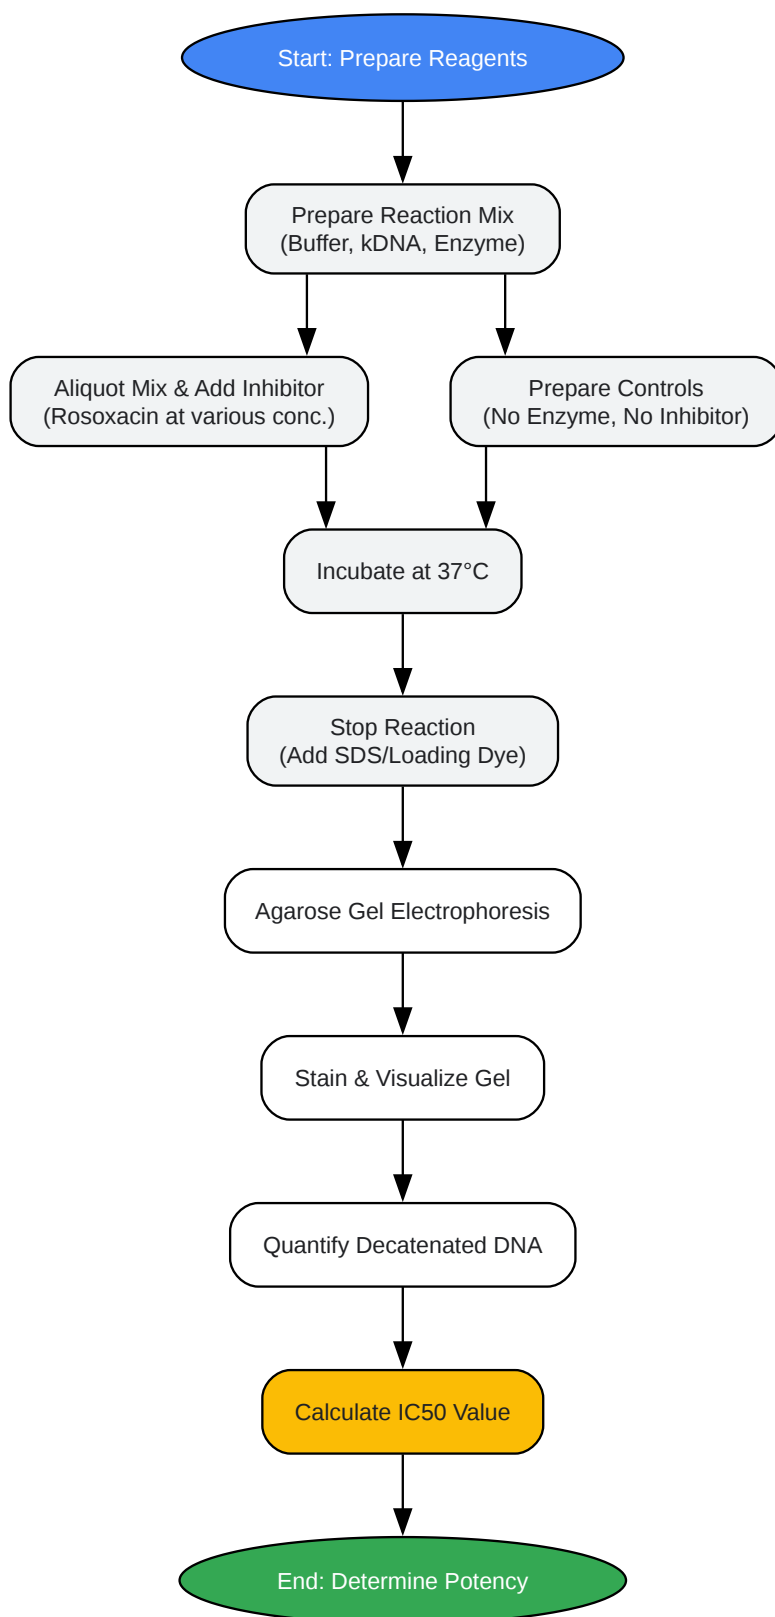 Start: Prepare Reagents
Prepare Reaction Mix
(Buffer, kDNA, Enzyme)
Aliquot Mix & Add Inhibitor
(Rosoxacin at various conc.)
Prepare Controls
(No Enzyme, No Inhibitor)
Incubate at 37°C
Stop Reaction
(Add SDS/Loading Dye)
Agarose Gel Electrophoresis
Stain & Visualize Gel
Quantify Decatenated DNA
Calculate IC50 Value
End: Determine Potency